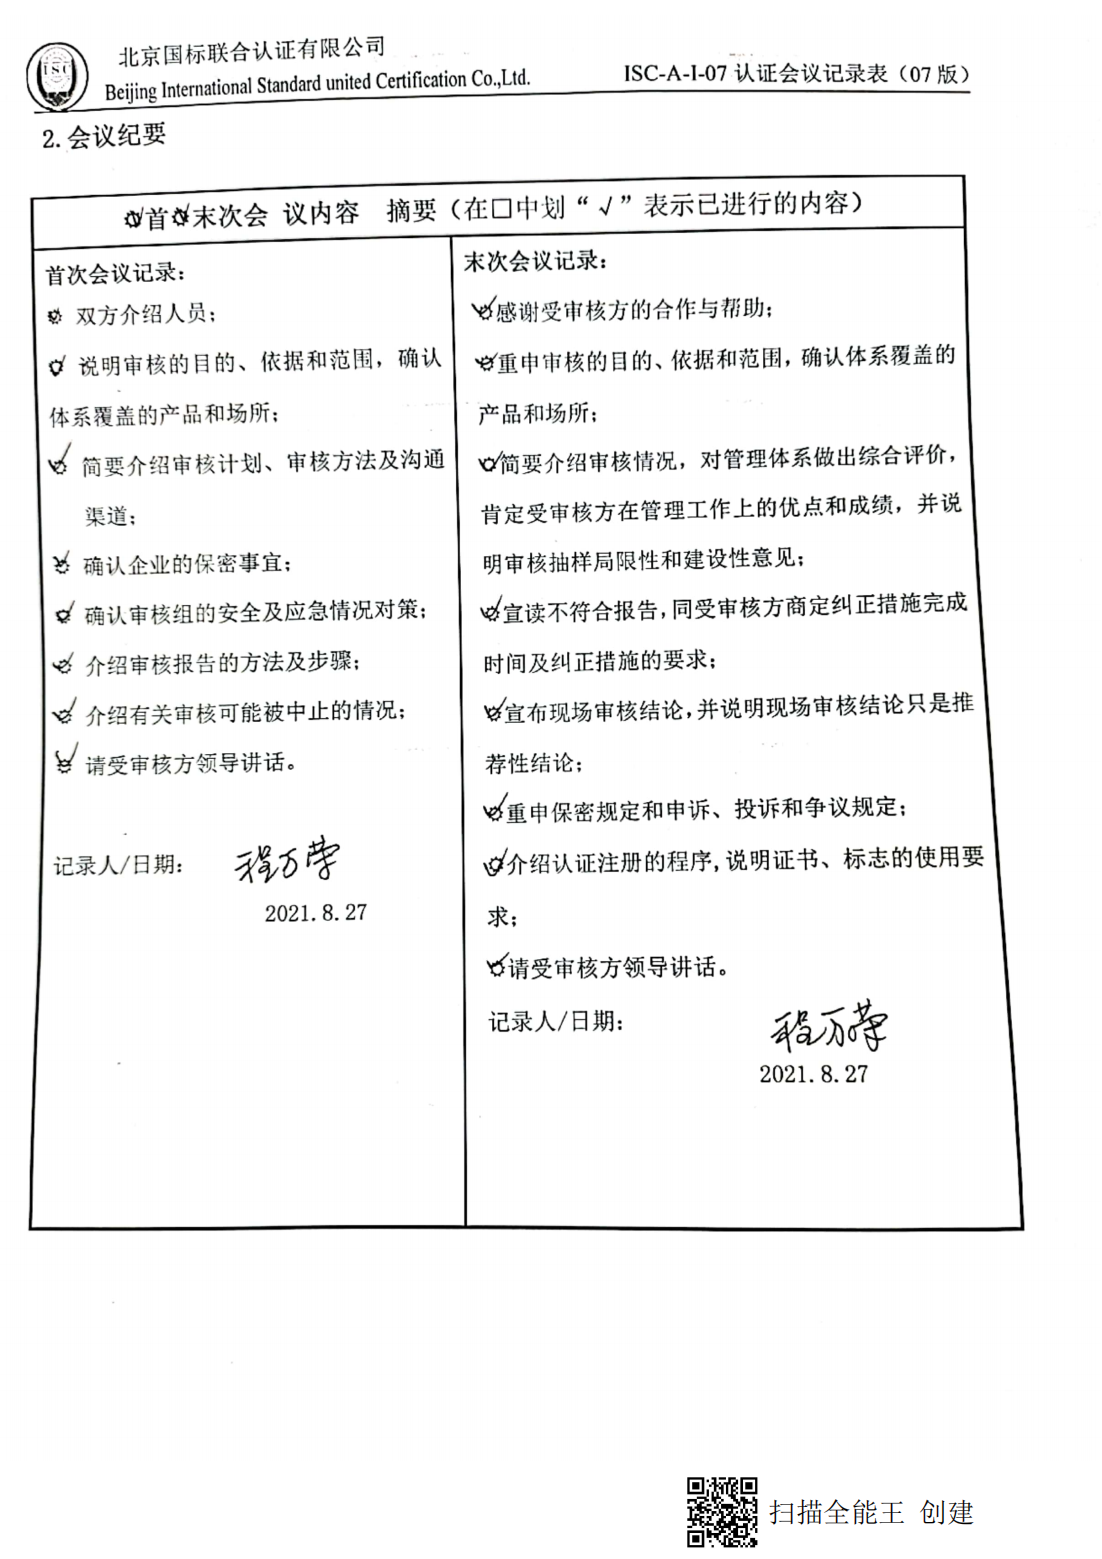 北京国标联合认证有限公司
Beijing International Standard united Certification Co.,Ltd.
ISC-A-I-07 认证会议记录表（07 版）
ISC
2.会议纪要
首 末次会 议内容 摘要（在□中划“√”表示已进行的内容）
首次会议记录：
双方介绍人员；
说明审核的目的、依据和范围，确认
体系覆盖的产品和场所；
简要介绍审核计划、审核方法及沟通
渠道；
确认企业的保密事宜；
确认审核组的安全及应急情况对策；
介绍审核报告的方法及步骤；
介绍有关审核可能被中止的情况；
请受审核方领导讲话。
记录人/日期：
程万荣
2021.8.27
末次会议记录：
感谢受审核方的合作与帮助；
重申审核的目的、依据和范围，确认体系覆盖的
产品和场所；
简要介绍审核情况，对管理体系做出综合评价，
肯定受审核方在管理工作上的优点和成绩，并说
明审核抽样局限性和建设性意见；
宣读不符合报告，同受审核方商定纠正措施完成
时间及纠正措施的要求；
宣布现场审核结论，并说明现场审核结论只是推
荐性结论；
重申保密规定和申诉、投诉和争议规定；
介绍认证注册的程序，说明证书、标志的使用要
求；
请受审核方领导讲话。
记录人/日期：
程万荣
2021.8.27
扫描全能王 创建